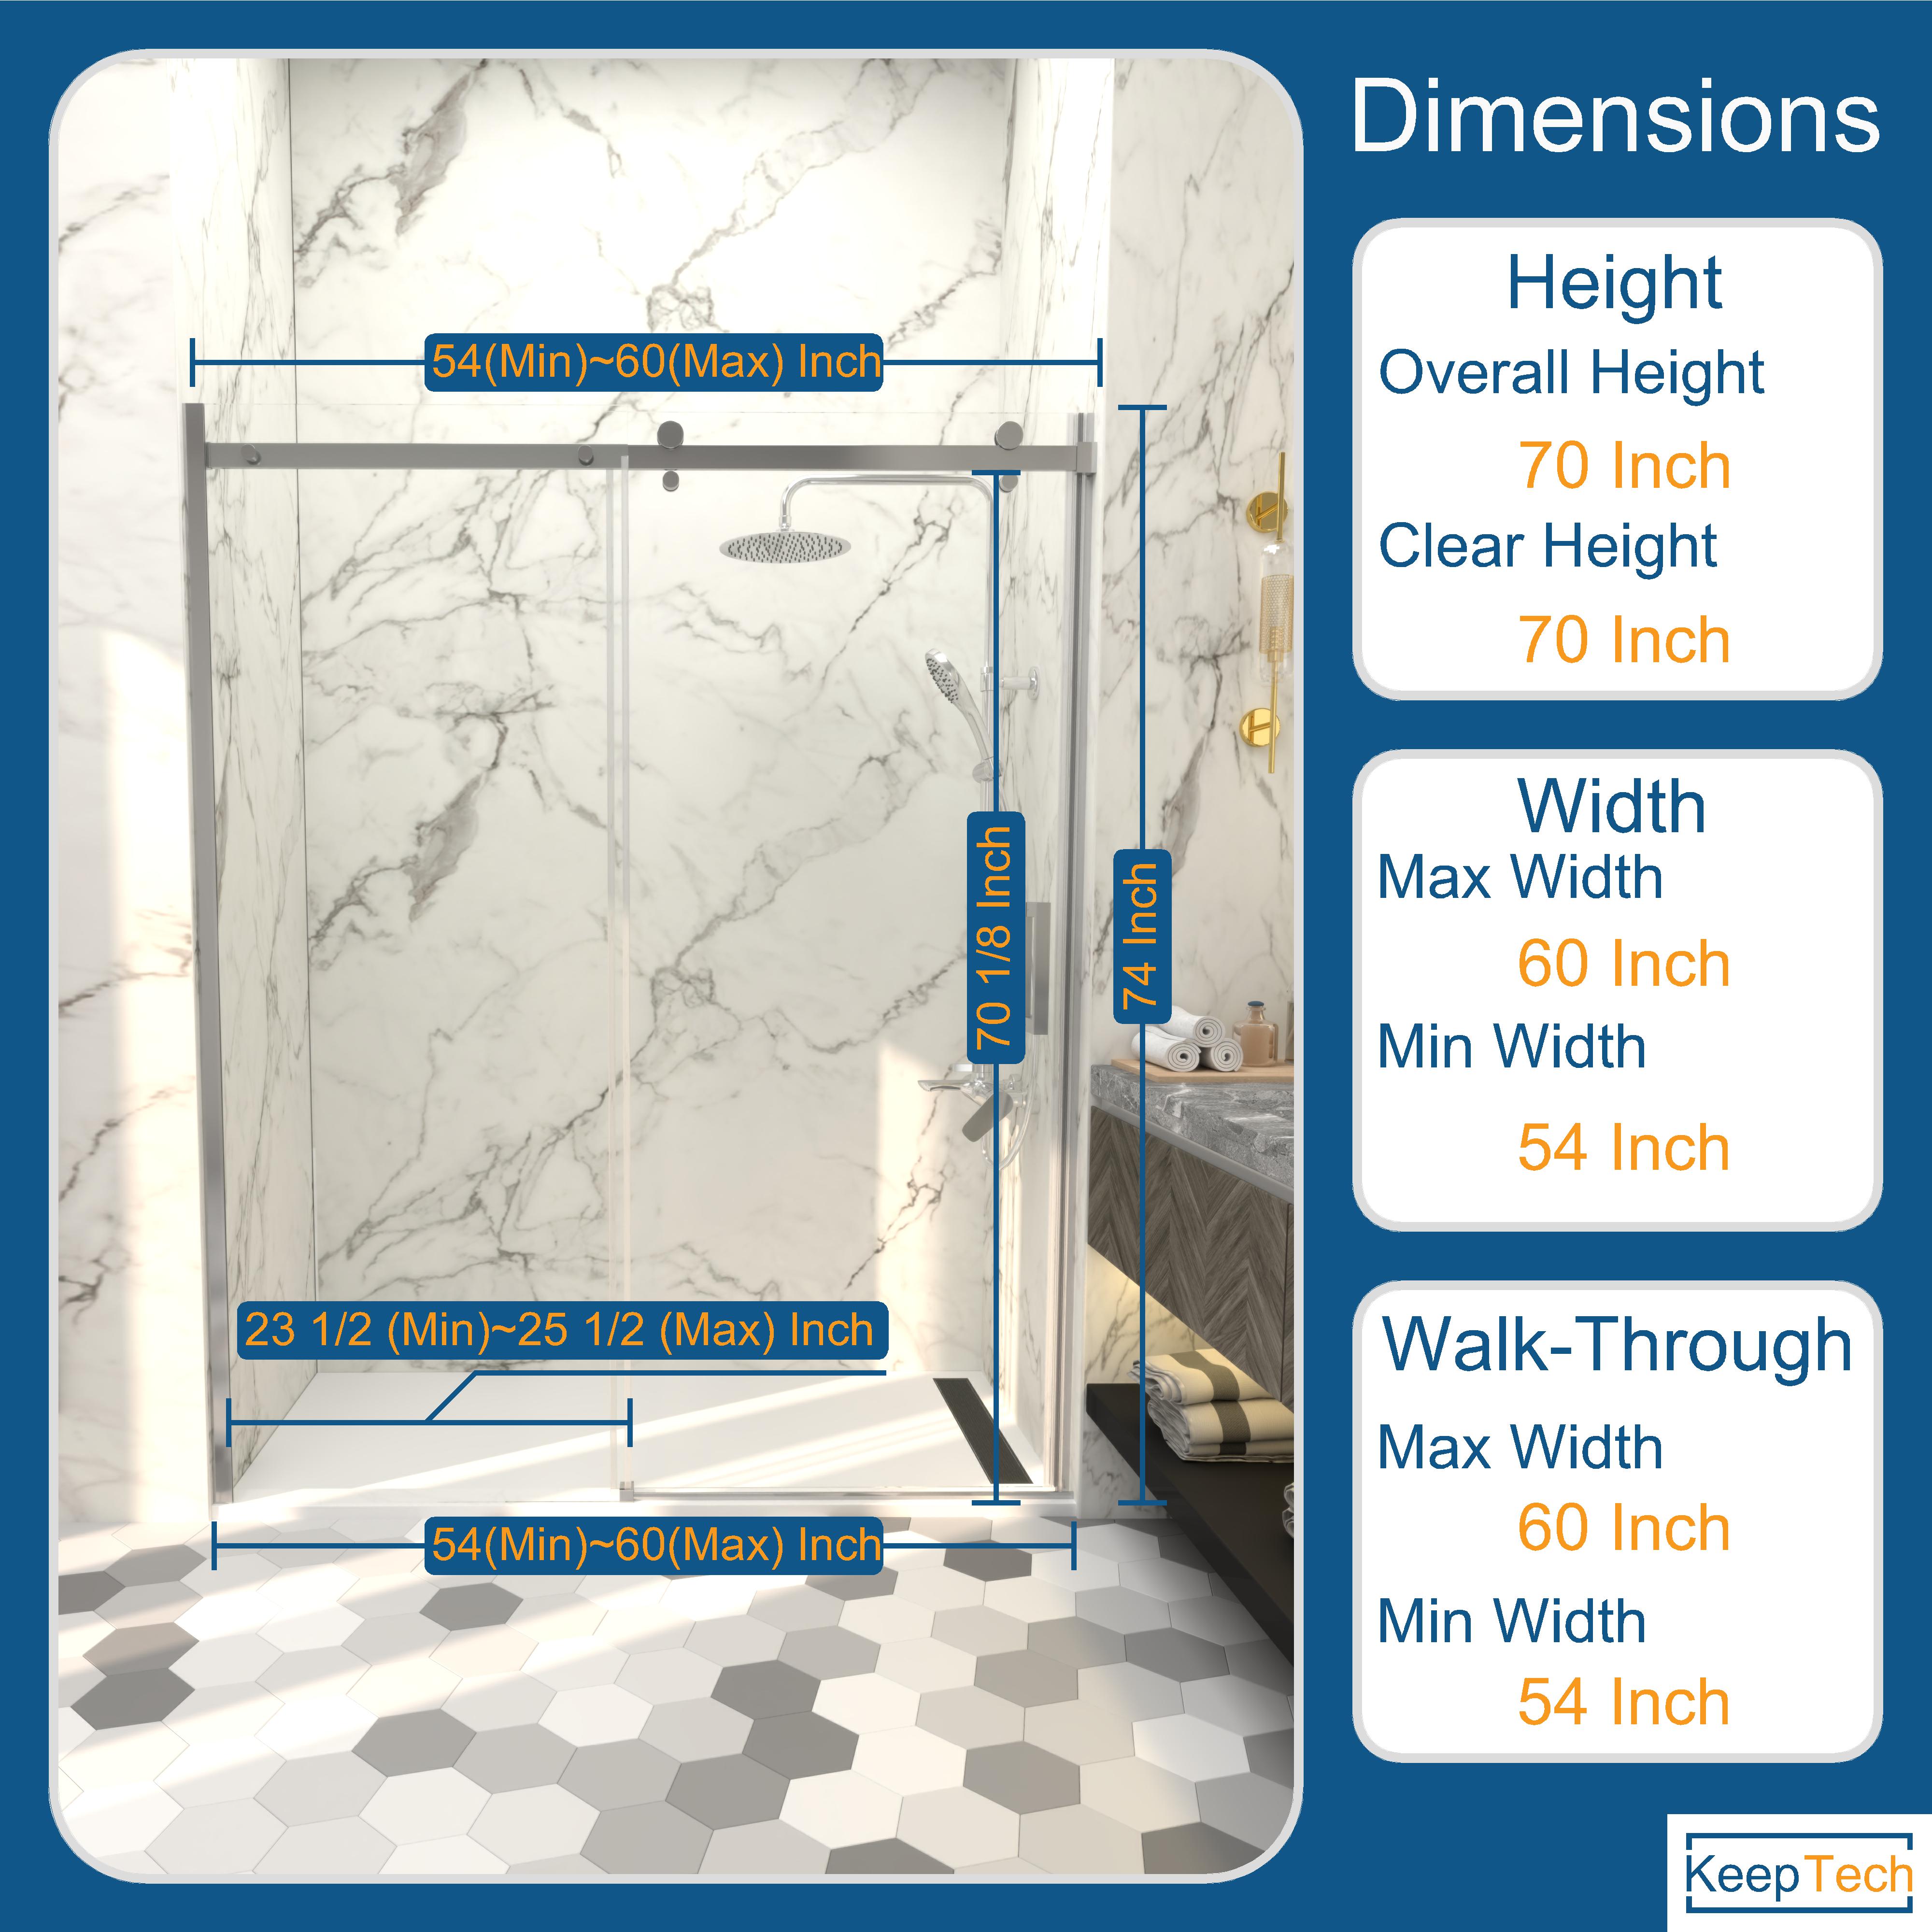 Dimensions
54(Min)~60(Max) Inch
70 1/8 Inch
74 Inch
23 1/2 (Min)~25 1/2 (Max) Inch
54(Min)~60(Max) Inch
Height
Overall Height
70 Inch
Clear Height
70 Inch
Width
Max Width
60 Inch
Min Width
54 Inch
Walk-Through
Max Width
60 Inch
Min Width
54 Inch
KeepTech